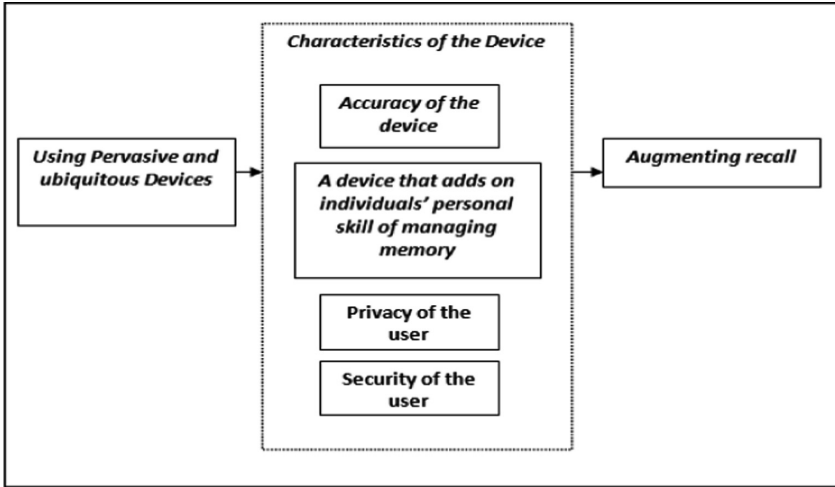 Characteristics of the Device
Accuracy of the
device
Using Pervasive and
ubiquitous Devices
A device that adds on
individuals’ personal
skill of managing
memory
Privacy of the
user
Security of the
user
Augmenting recall